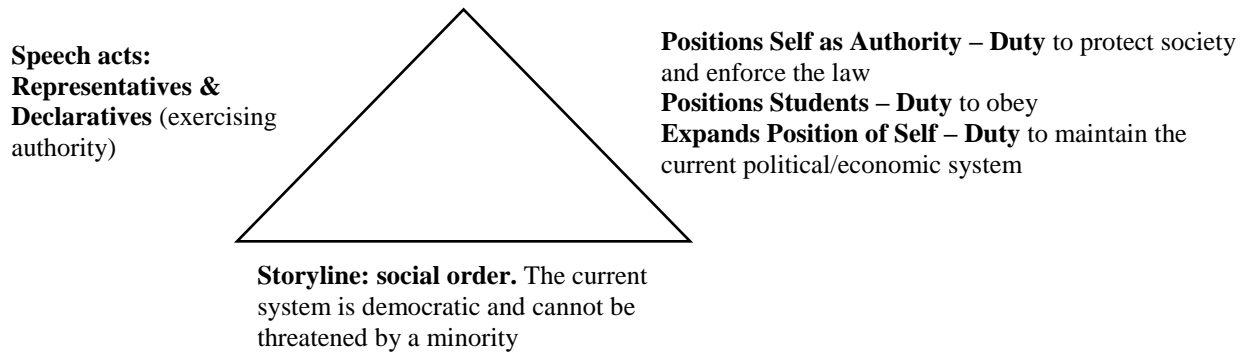 Speech acts:
Representatives &
Declaratives (exercising
authority)
Positions Self as Authority – Duty to protect society
and enforce the law
Positions Students – Duty to obey
Expands Position of Self – Duty to maintain the
current political/economic system
Storyline: social order. The current
system is democratic and cannot be
threatened by a minority